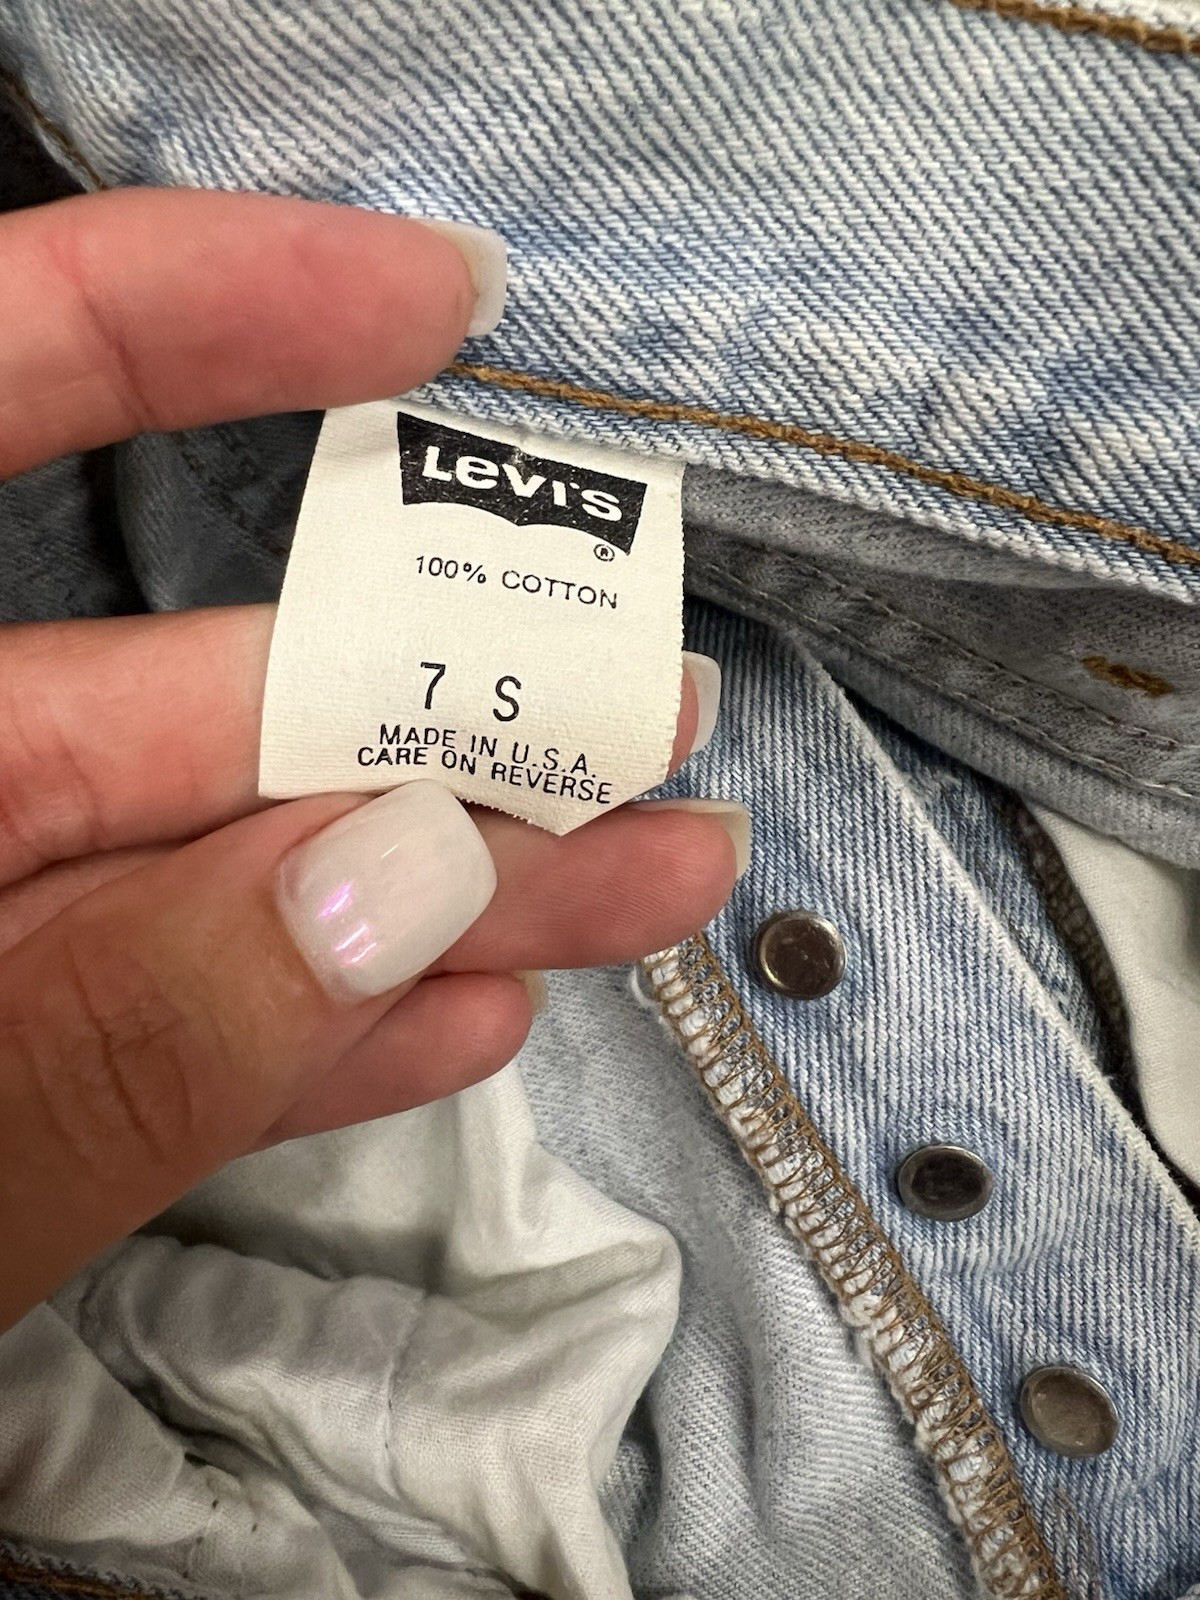 Levi's
®
100% COTTON
7 S
MADE IN U.S.A.
CARE ON REVERSE